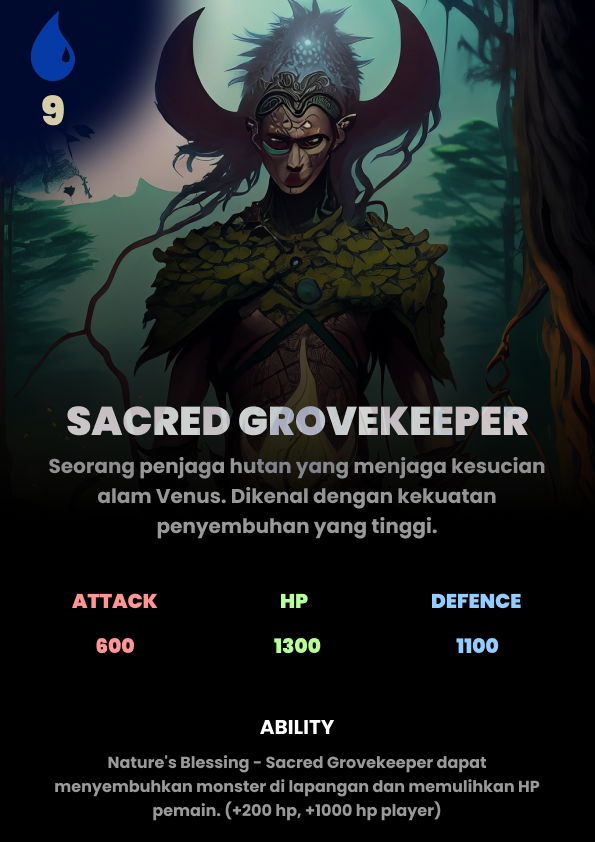 9
SACRED GROVEKEEPER
Seorang penjaga hutan yang menjaga kesucian
alam Venus. Dikenal dengan kekuatan
penyembuhan yang tinggi.
ATTACK HP DEFENCE
600 1300 1100
ABILITY
Nature's Blessing - Sacred Grovekeeper dapat
menyembuhkan monster di lapangan dan memulihkan HP
pemain. (+200 hp, +1000 hp player)